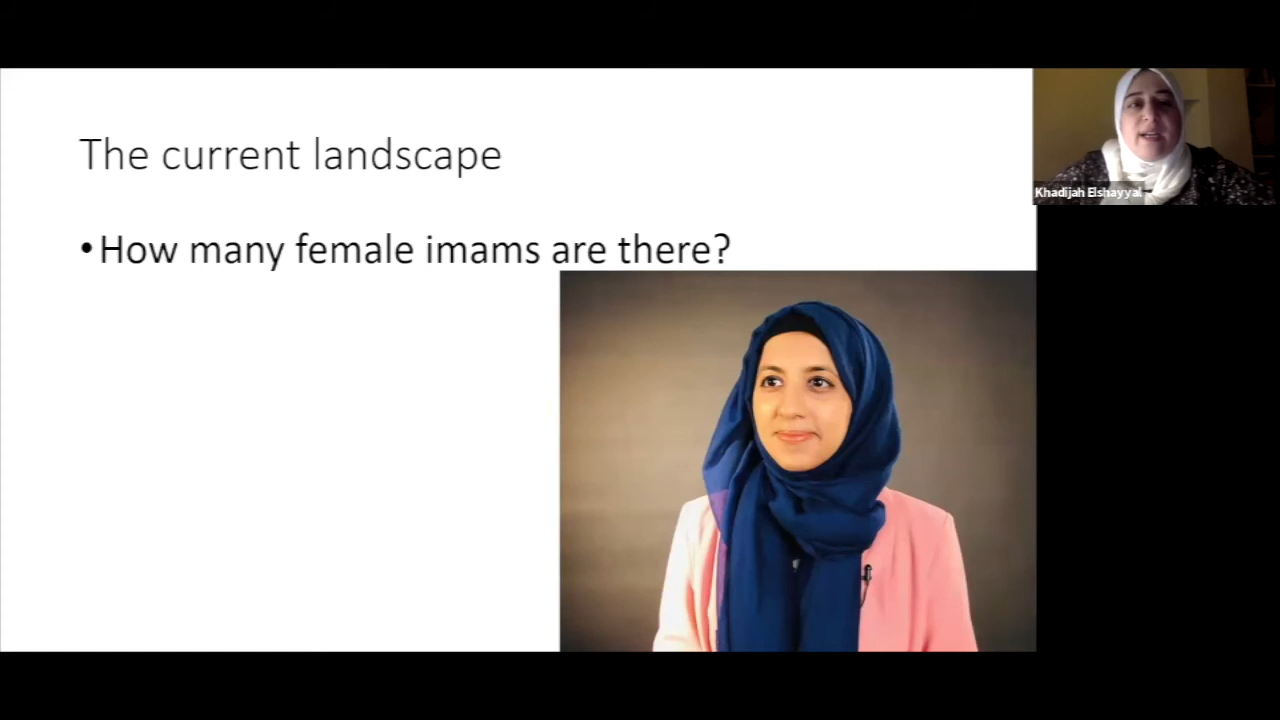 The current landscape
•How many female imams are there?
Khadijah Elshayyal